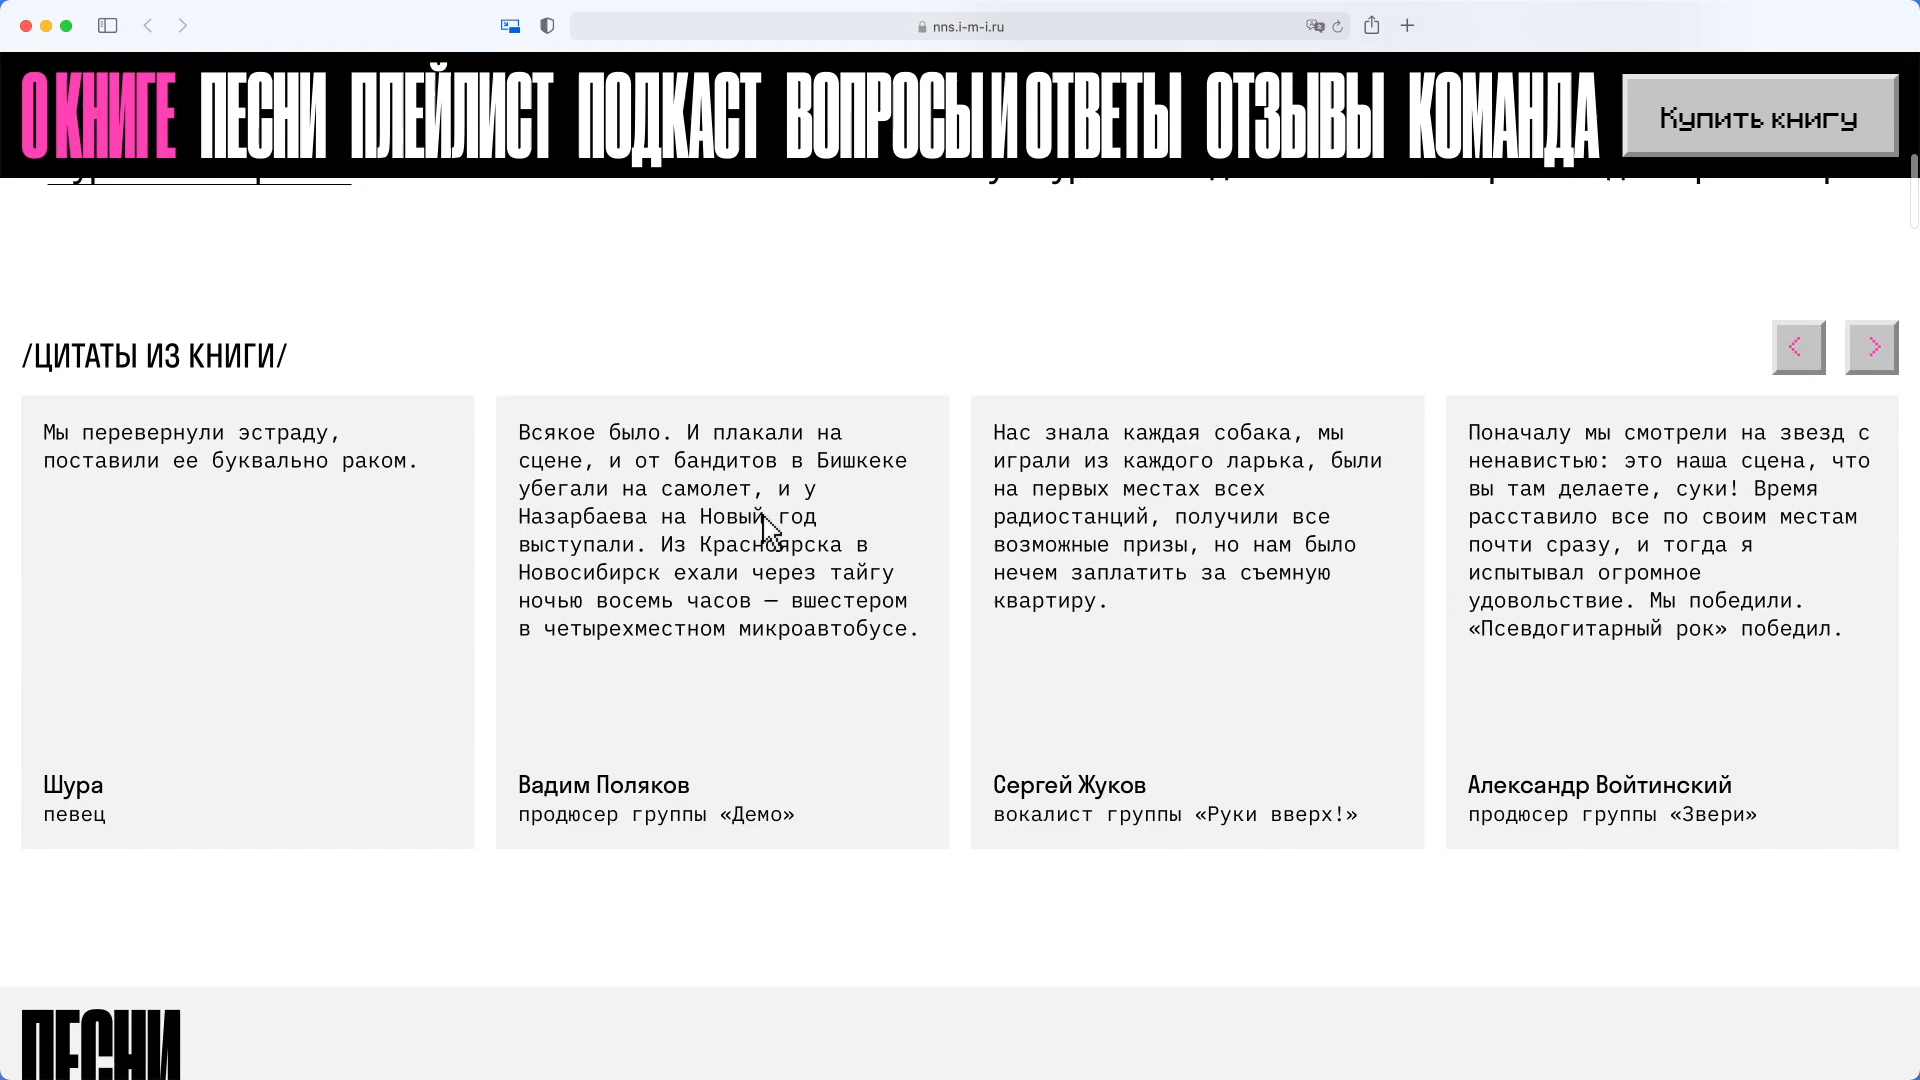 nns.i-m-i.ru
О КНИГЕ ПЕСНИ ПЛЕЙЛИСТ ПОДКАСТ ВОПРОСЫ И ОТВЕТЫ ОТЗЫВЫ КОМАНДА Купить книгу
/ЦИТАТЫ ИЗ КНИГИ/
Мы перевернули эстраду,
поставили ее буквально раком.
Шура
певец
Всякое было. И плакали на
сцене, и от бандитов в Бишкеке
убегали на самолет, и у
Назарбаева на Новый год
выступали. Из Красноярска в
Новосибирск ехали через тайгу
ночью восемь часов — вшестером
в четырехместном микроавтобусе.
Вадим Поляков
продюсер группы «Демо»
Нас знала каждая собака, мы
играли из каждого ларька, были
на первых местах всех
радиостанций, получили все
возможные призы, но нам было
нечем заплатить за съемную
квартиру.
Сергей Жуков
вокалист группы «Руки вверх!»
Поначалу мы смотрели на звезд с
ненавистью: это наша сцена, что
вы там делаете, суки! Время
расставило все по своим местам
почти сразу, и тогда я
испытывал огромное
удовольствие. Мы победили.
«Псевдогитарный рок» победил.
Александр Войтинский
продюсер группы «Звери»
ПЕСНИ